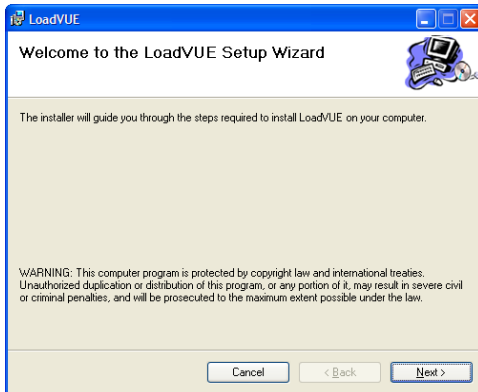 LoadVUE
Welcome to the LoadVUE Setup Wizard
The installer will guide you through the steps required to install LoadVUE on your computer.
WARNING: This computer program is protected by copyright law and international treaties.
Unauthorized duplication or distribution of this program, or any portion of it, may result in severe civil
or criminal penalties, and will be prosecuted to the maximum extent possible under the law.
Cancel
< Back
Next >